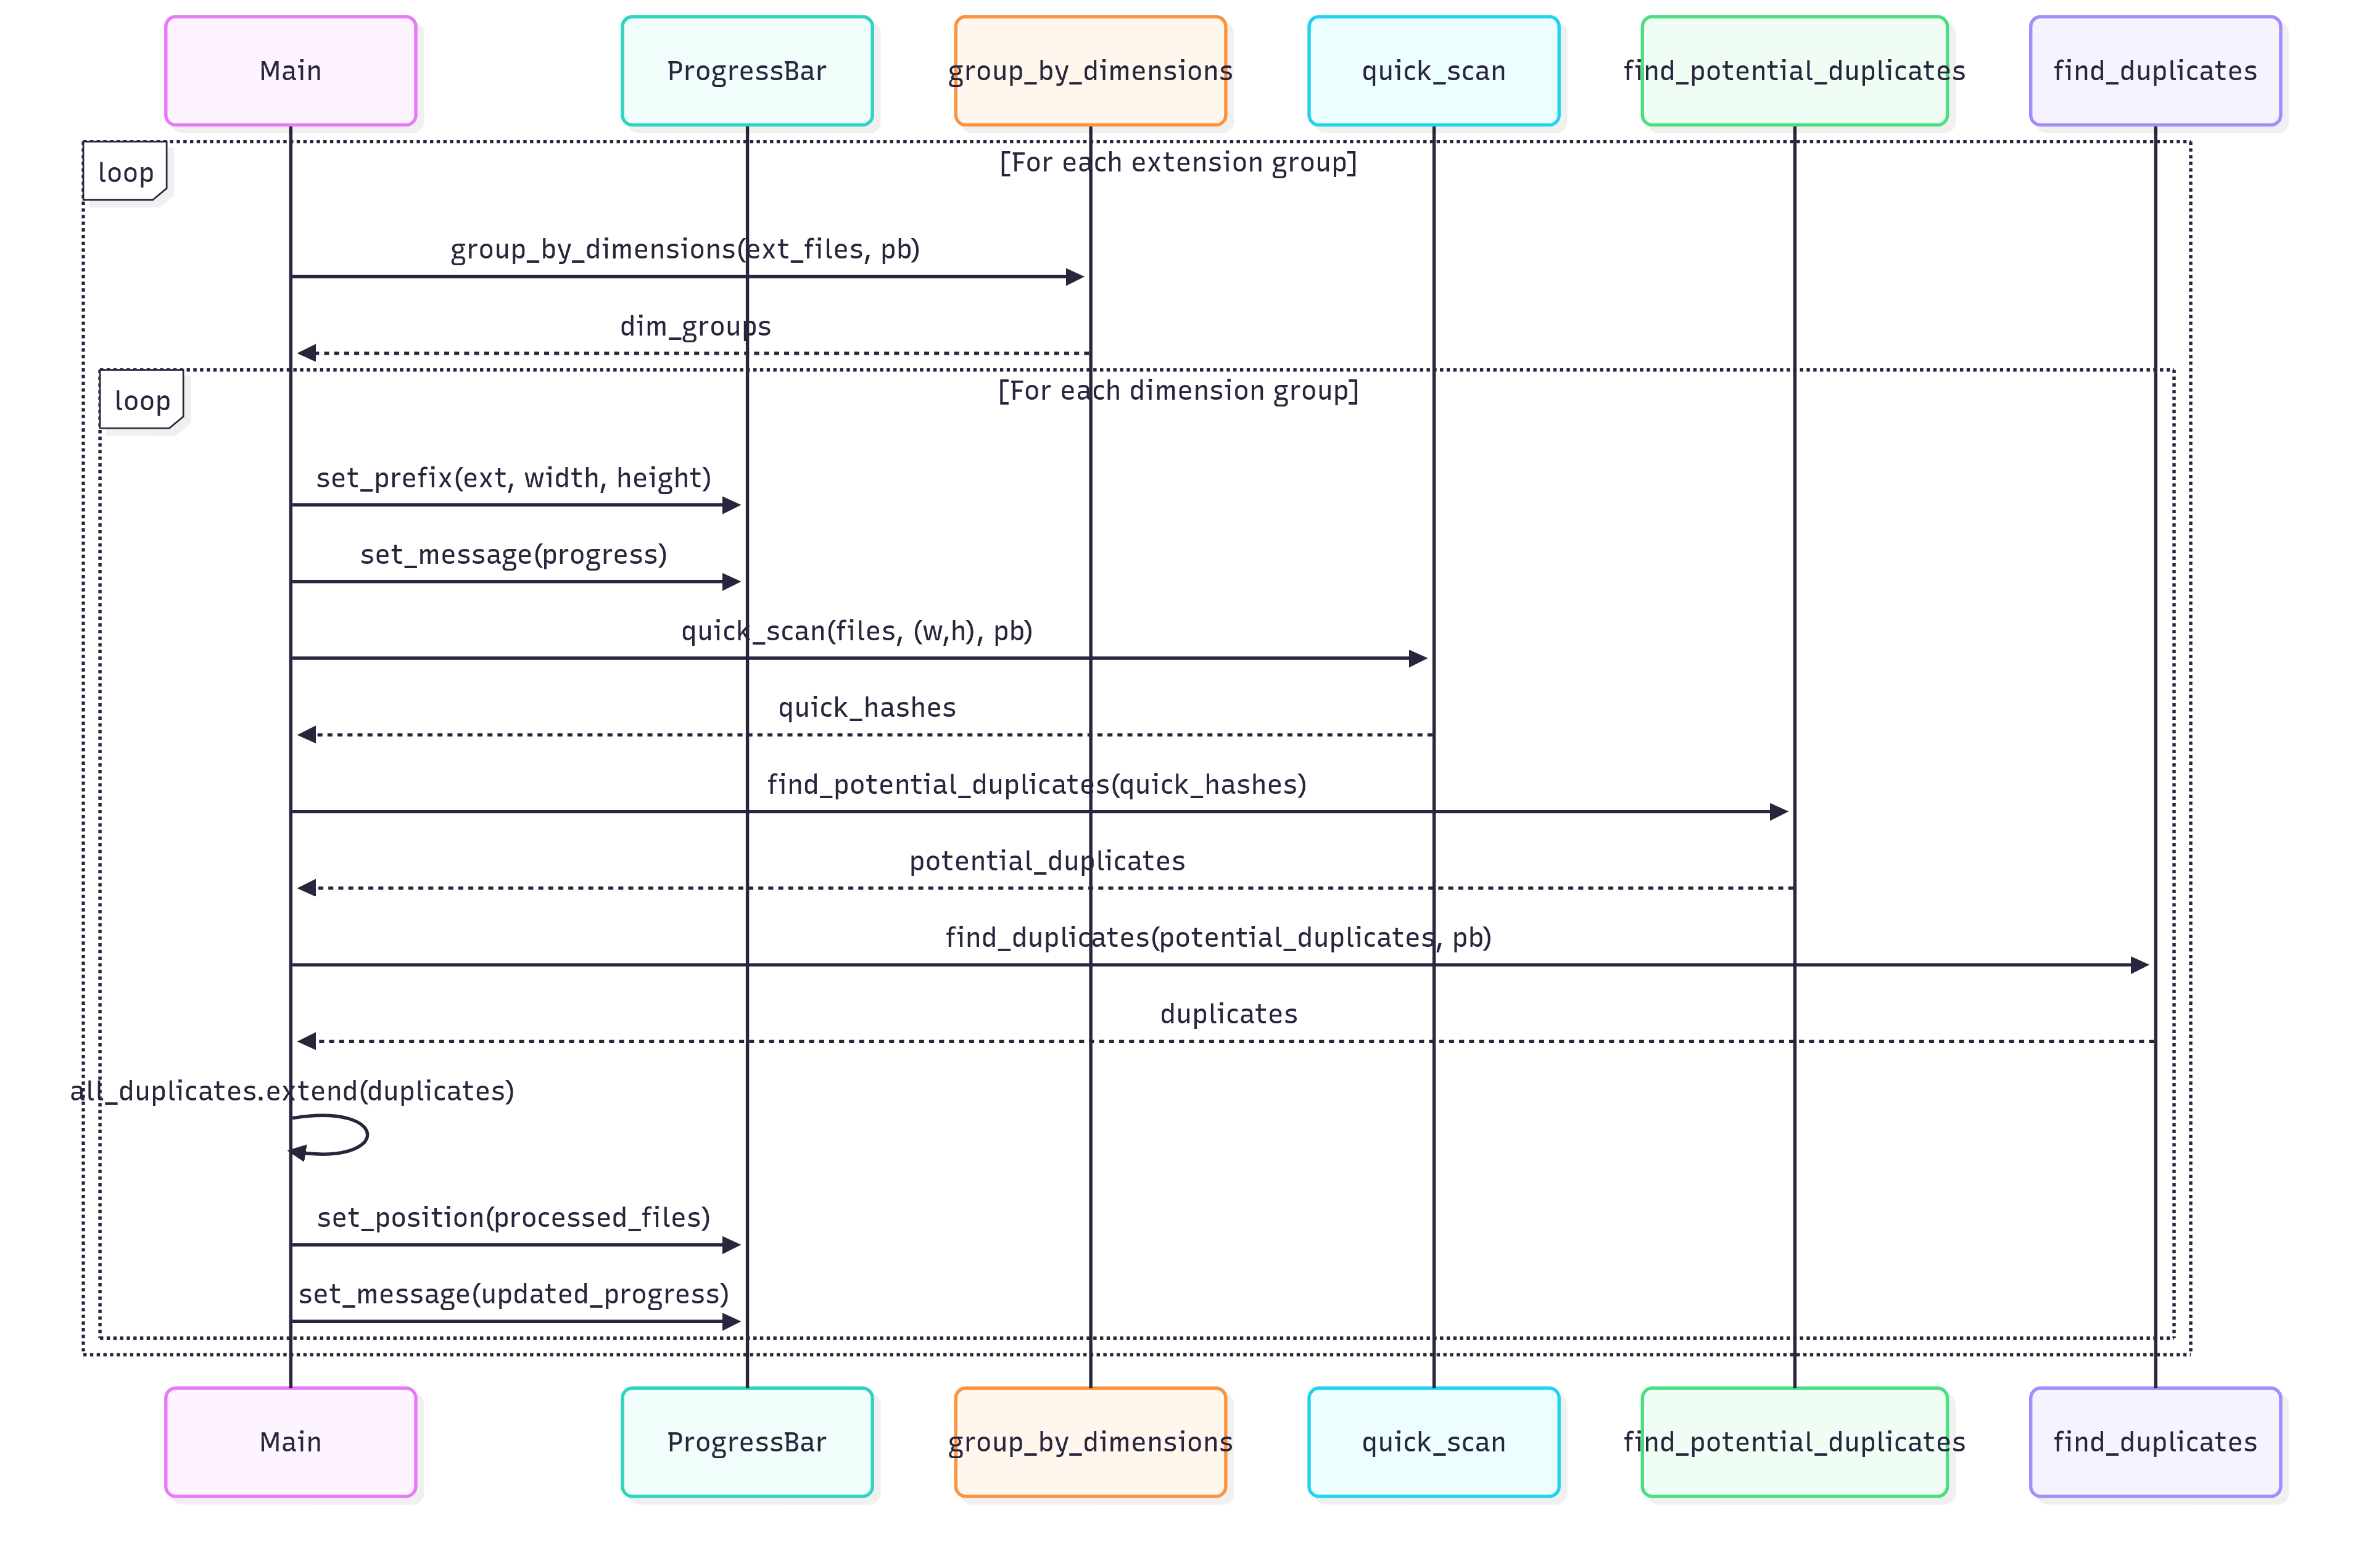 Main
ProgressBar
group_by_dimensions
quick_scan
find_potential_duplicates
find_duplicates
loop
[For each extension group]
group_by_dimensions(ext_files, pb)
dim_groups
loop
[For each dimension group]
set_prefix(ext, width, height)
set_message(progress)
quick_scan(files, (w,h), pb)
quick_hashes
find_potential_duplicates(quick_hashes)
potential_duplicates
find_duplicates(potential_duplicates, pb)
duplicates
all_duplicates.extend(duplicates)
set_position(processed_files)
set_message(updated_progress)
Main
ProgressBar
group_by_dimensions
quick_scan
find_potential_duplicates
find_duplicates